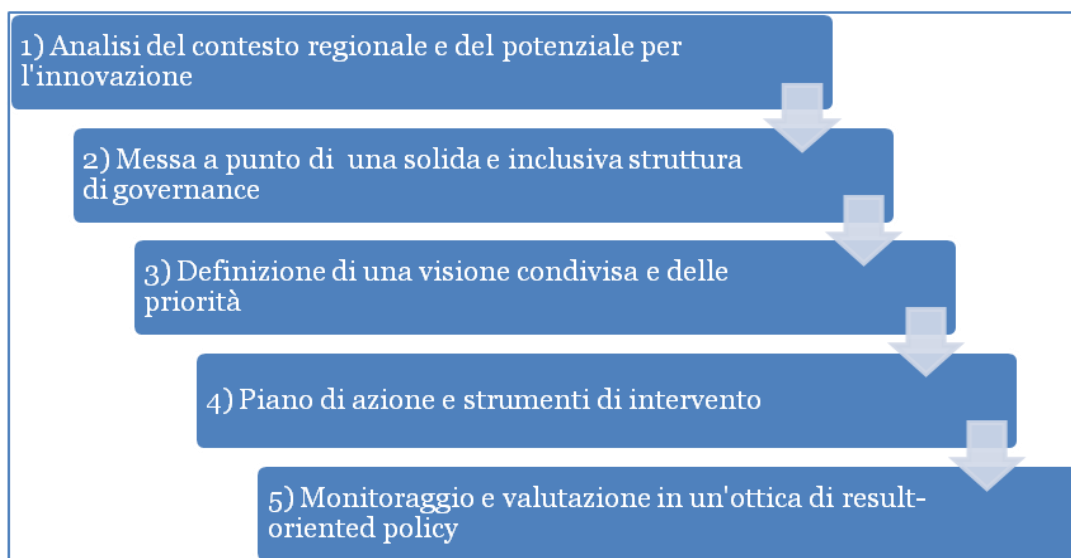 1) Analisi del contesto regionale e del potenziale per
l'innovazione
2) Messa a punto di una solida e inclusiva struttura
di governance
3) Definizione di una visione condivisa e delle
priorità
4) Piano di azione e strumenti di intervento
5) Monitoraggio e valutazione in un'ottica di result-
oriented policy